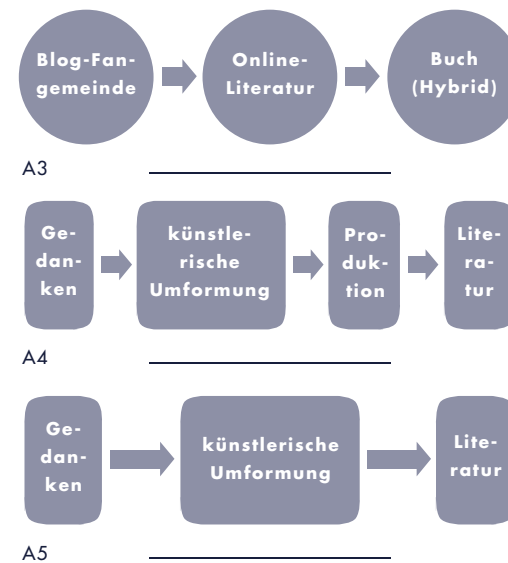 Blog-Fan-
gemeinde
Online-
Literatur
Buch
(Hybrid)
A3
Ge-
dan-
ken
künstle-
rische
Umformung
Pro-
duk-
tion
Lite-
ra-
tur
A4
Ge-
dan-
ken
künstlerische
Umformung
Lite-
ratur
A5